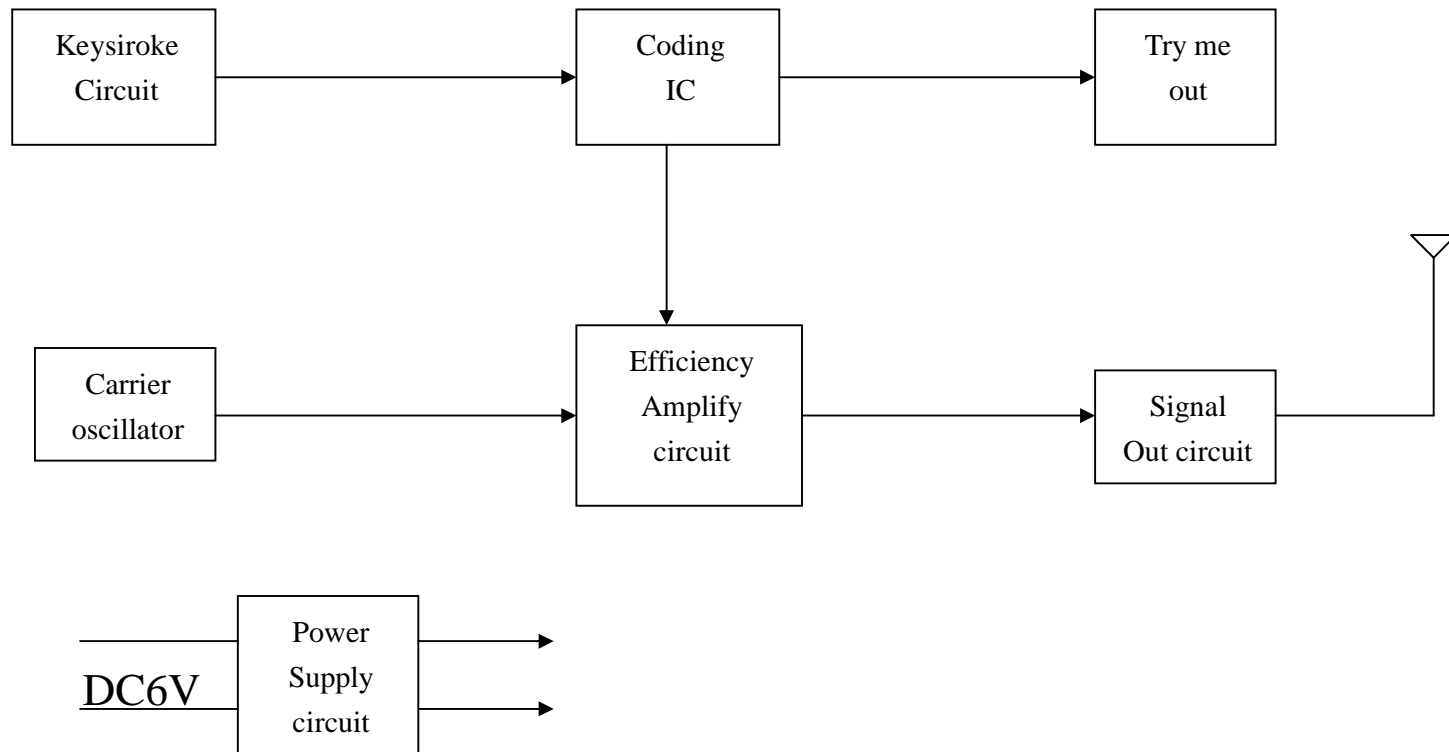 Keysiroke
Circuit
Coding
IC
Try me
out
Carrier
oscillator
Efficiency
Amplify
circuit
Signal
Out circuit
DC6V
Power
Supply
circuit